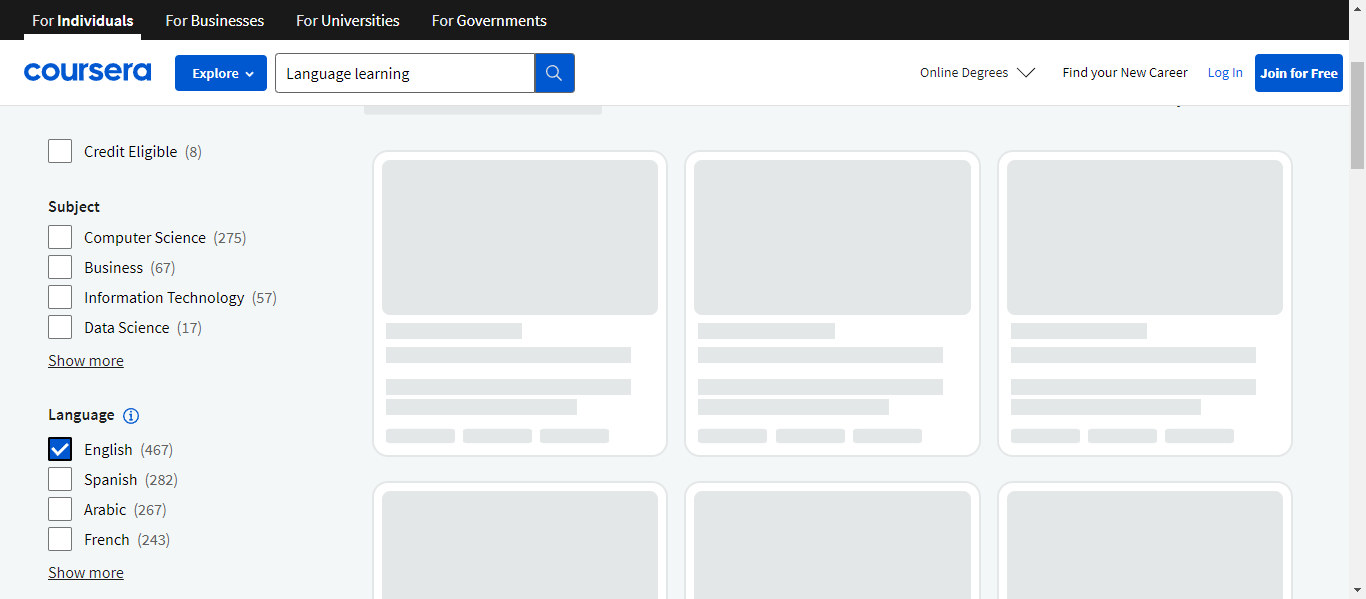 For Individuals For Businesses For Universities For Governments
coursera Explore Language learning Online Degrees Find your New Career Log In Join for Free
Credit Eligible (8)
Subject
Computer Science (275)
Business (67)
Information Technology (57)
Data Science (17)
Show more
Language
English (467)
Spanish (282)
Arabic (267)
French (243)
Show more